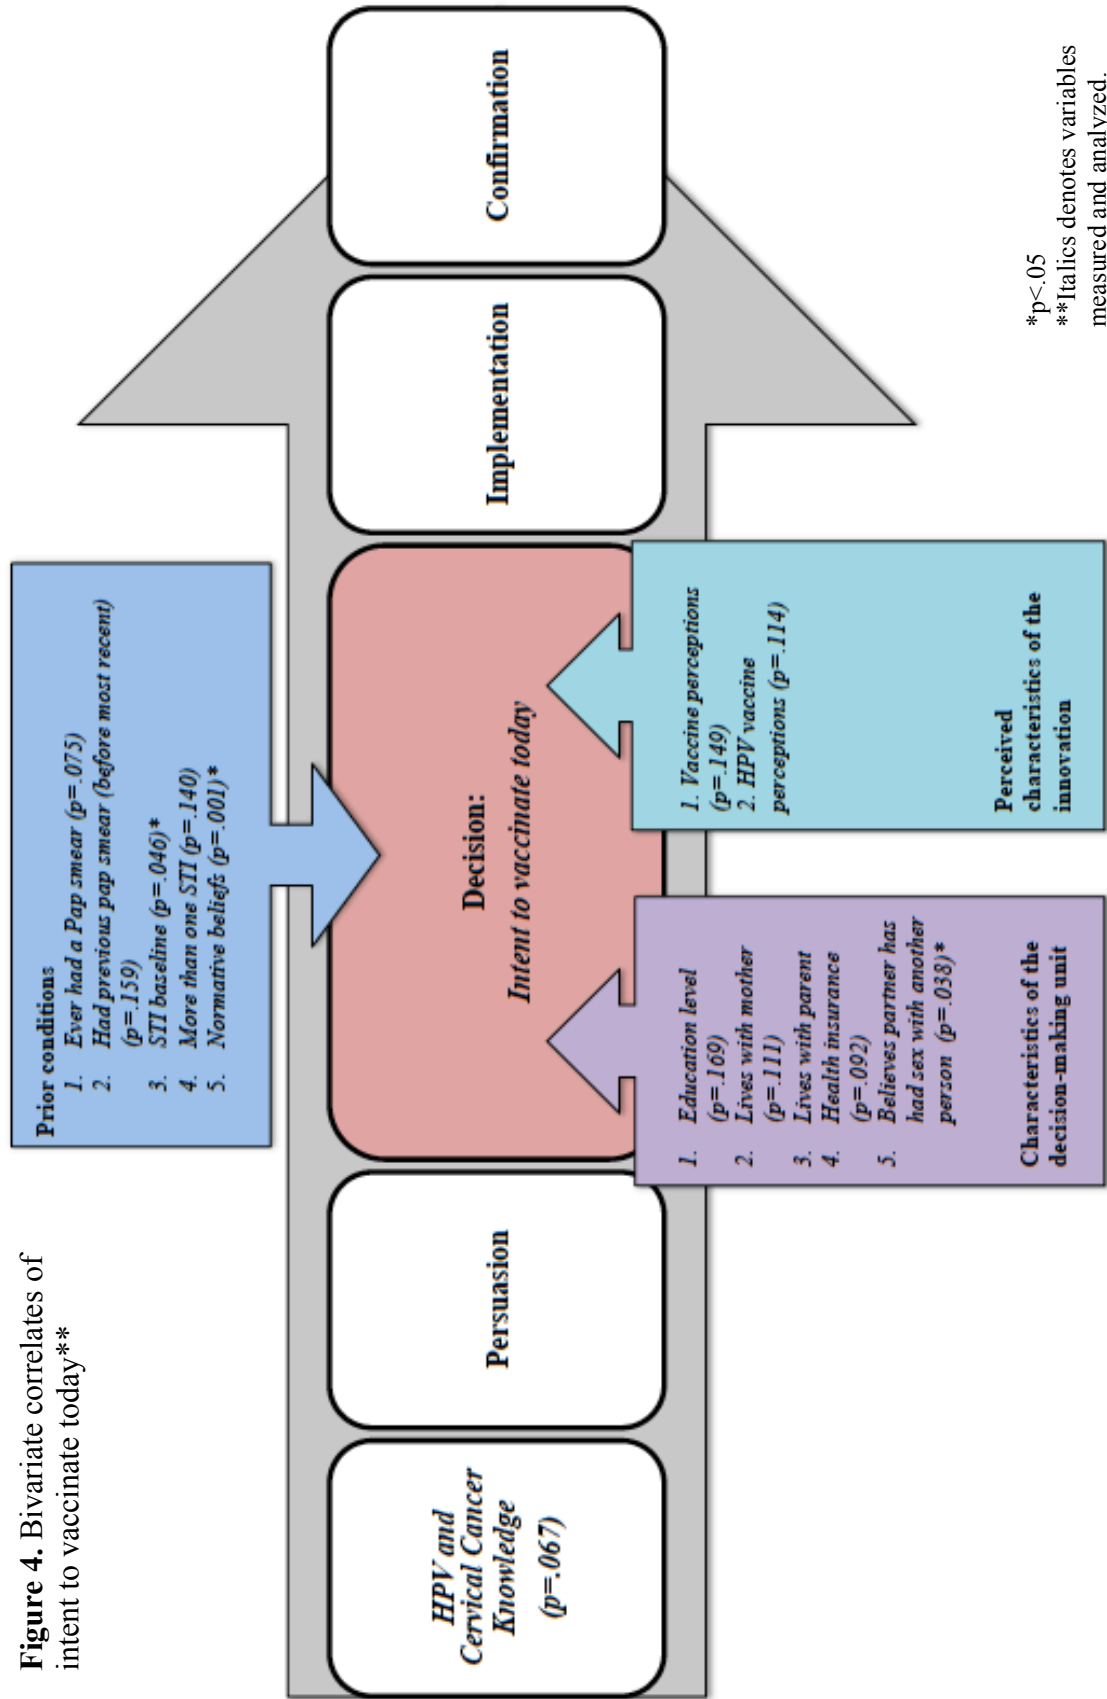 Figure 4. Bivariate correlates of
intent to vaccinate today**
Prior conditions
1. Ever had a Pap smear (p=.075)
2. Had previous pap smear (before most recent)
(p=.159)
3. STI baseline (p=.046)*
4. More than one STI (p=.140)
5. Normative beliefs (p=.001)*
HPV and
Cervical Cancer
Knowledge
(p=.067)
Persuasion
Decision:
Intent to vaccinate today
Implementation
Confirmation
1. Education level
(p=.169)
2. Lives with mother
(p=.111)
3. Lives with parent
4. Health insurance
(p=.092)
5. Believes partner has
had sex with another
person (p=.038)*
Characteristics of the
decision-making unit
1. Vaccine perceptions
(p=.149)
2. HPV vaccine
perceptions (p=.114)
Perceived
characteristics of the
innovation
*p<.05
**Italics denotes variables
measured and analyzed.